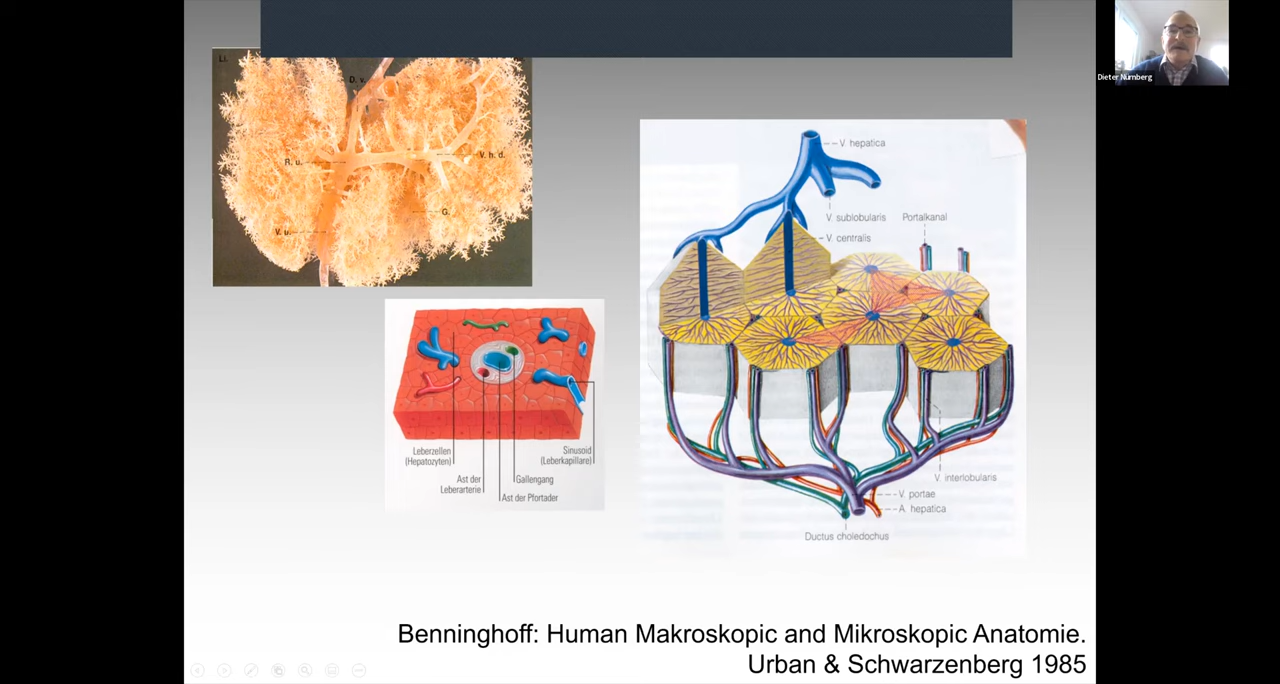 Li.
D. v.
R. u.
V. h. d.
G.
V. u.
Leberzellen
(Hepatozyten)
Ast der
Leberarterie
Gallengang
Ast der Pfortader
Sinusoid
(Leberkapillare)
V. hepatica
V. sublobularis
Portalkanal
V. centralis
V. interlobularis
V. portae
A. hepatica
Ductus choledochus
Benninghoff: Human Makroskopic and Mikroskopic Anatomie.
Urban & Schwarzenberg 1985
Dieter Nürnberg